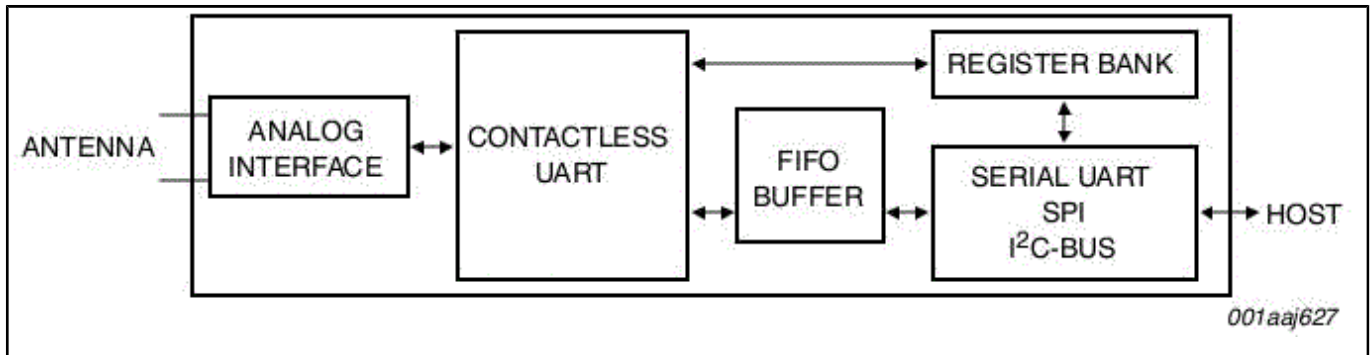 ANTENNA
ANALOG
INTERFACE
CONTACTLESS
UART
FIFO
BUFFER
REGISTER BANK
SERIAL UART
SPI
I²C-BUS
HOST
001aaj627